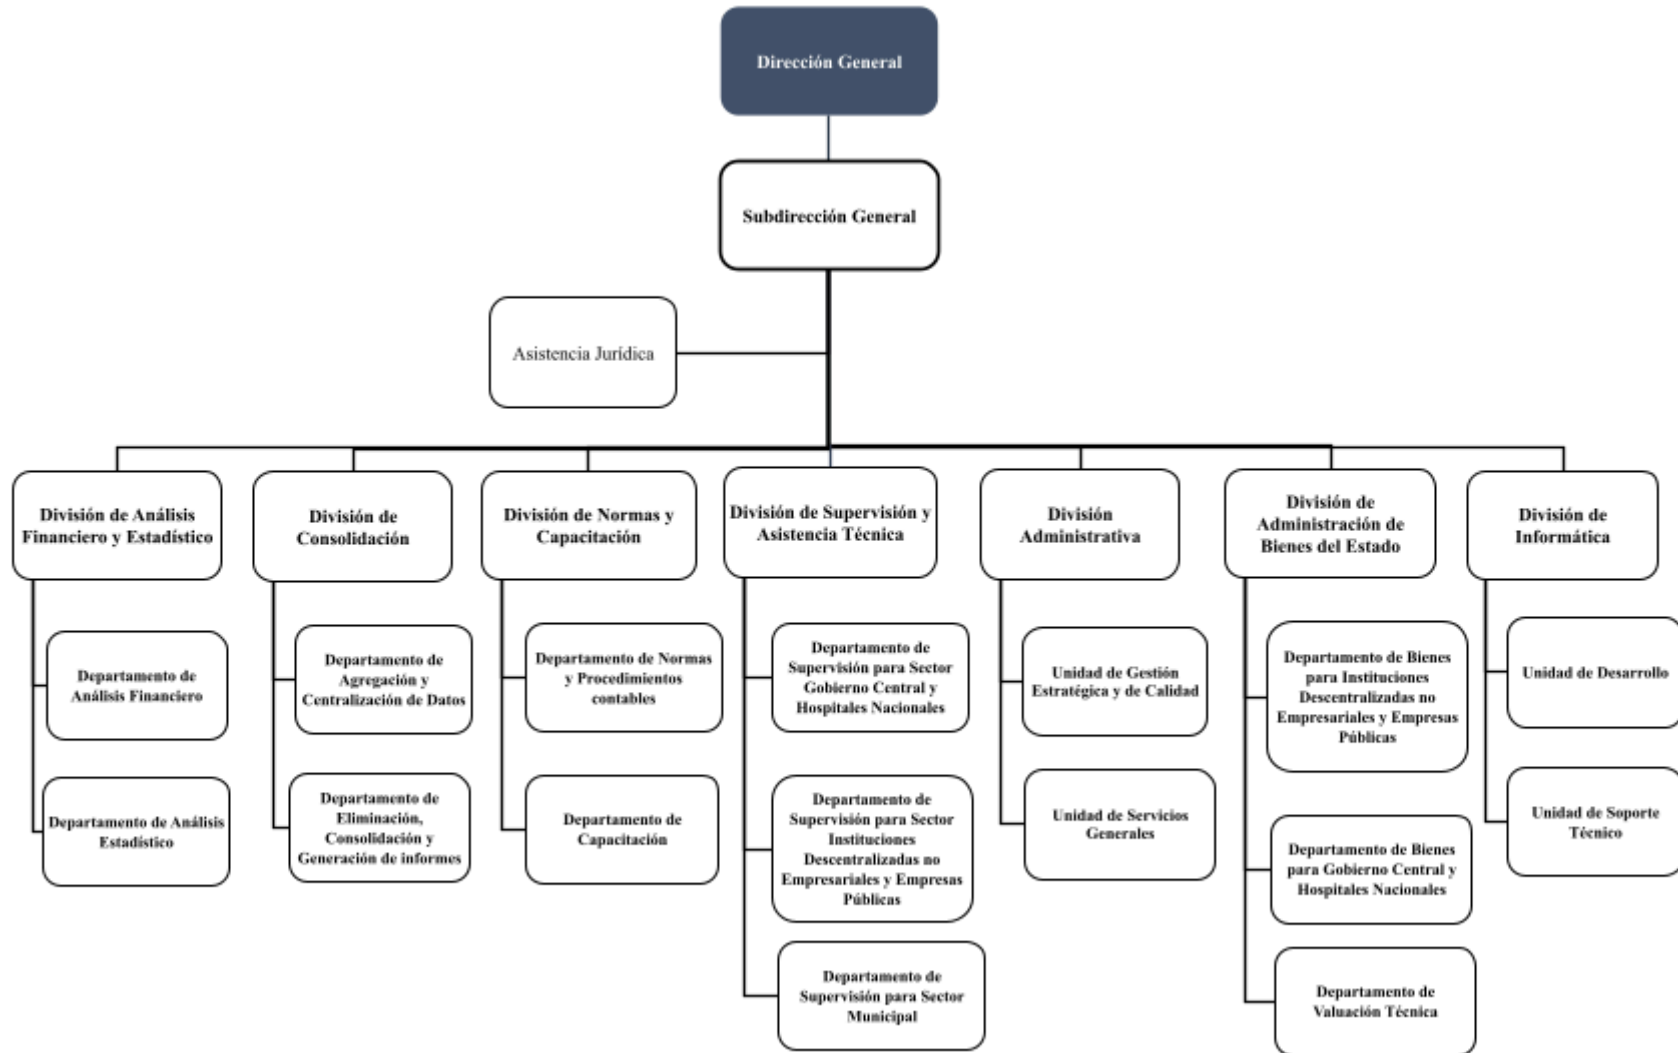 Dirección General
Subdirección General
Asistencia Jurídica
División de Análisis
Financiero y Estadístico
División de
Consolidación
División de Normas y
Capacitación
División de Supervisión y
Asistencia Técnica
División
Administrativa
División de
Administración de
Bienes del Estado
División de
Informática
Departamento de
Análisis Financiero
Departamento de Análisis
Estadístico
Departamento de
Agregación y
Centralización de Datos
Departamento de
Eliminación,
Consolidación y
Generación de informes
Departamento de Normas
y Procedimientos
contables
Departamento de
Capacitación
Departamento de
Supervisión para Sector
Gobierno Central y
Hospitales Nacionales
Departamento de
Supervisión para Sector
Instituciones
Descentralizadas no
Empresariales y Empresas
Públicas
Departamento de
Supervisión para Sector
Municipal
Unidad de Gestión
Estratégica y de Calidad
Unidad de Servicios
Generales
Departamento de Bienes
para Instituciones
Descentralizadas no
Empresariales y Empresas
Públicas
Departamento de Bienes
para Gobierno Central y
Hospitales Nacionales
Departamento de
Valuación Técnica
Unidad de Desarrollo
Unidad de Soporte
Técnico